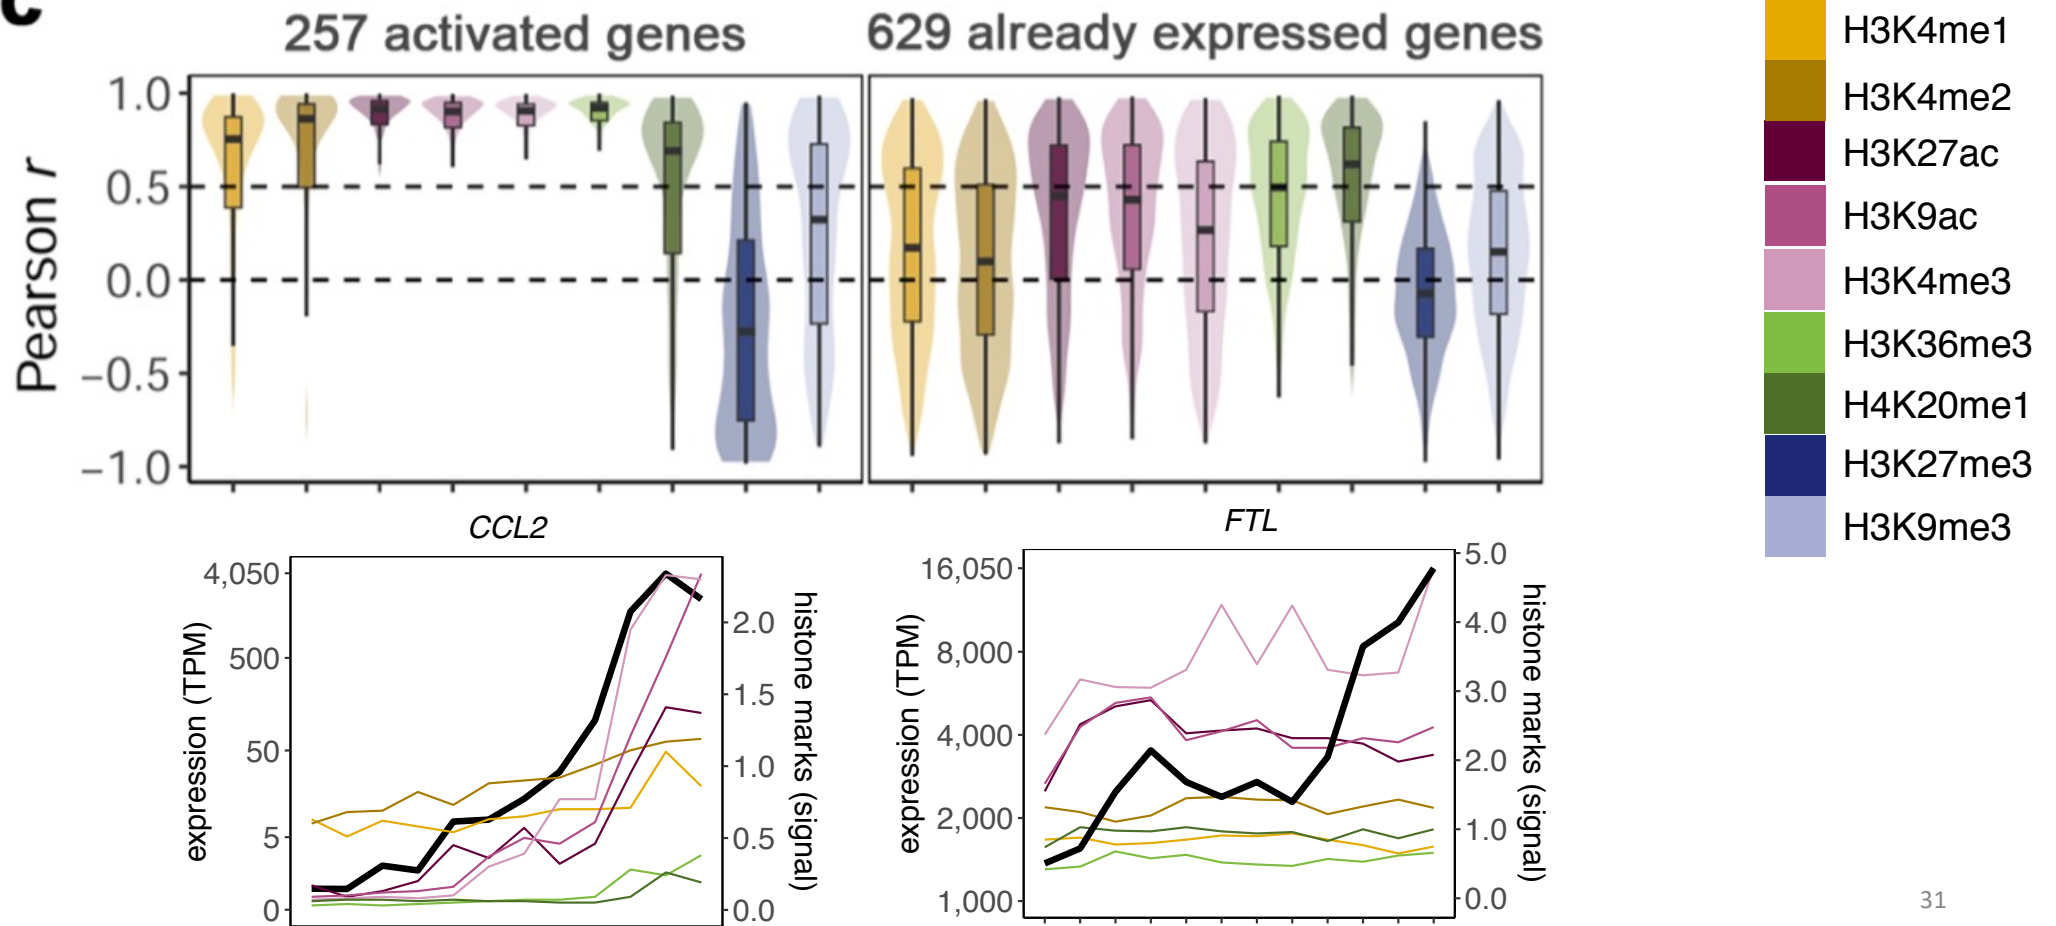 c
257 activated genes
629 already expressed genes
Pearson r
1.0
0.5
0.0
−0.5
−1.0
H3K4me1
H3K4me2
H3K27ac
H3K9ac
H3K4me3
H3K36me3
H4K20me1
H3K27me3
H3K9me3
CCL2
expression (TPM)
4,050
500
50
5
0
2.0
1.5
1.0
0.5
0.0
histone marks (signal)
FTL
expression (TPM)
16,050
8,000
4,000
2,000
1,000
5.0
4.0
3.0
2.0
1.0
0.0
histone marks (signal)
31